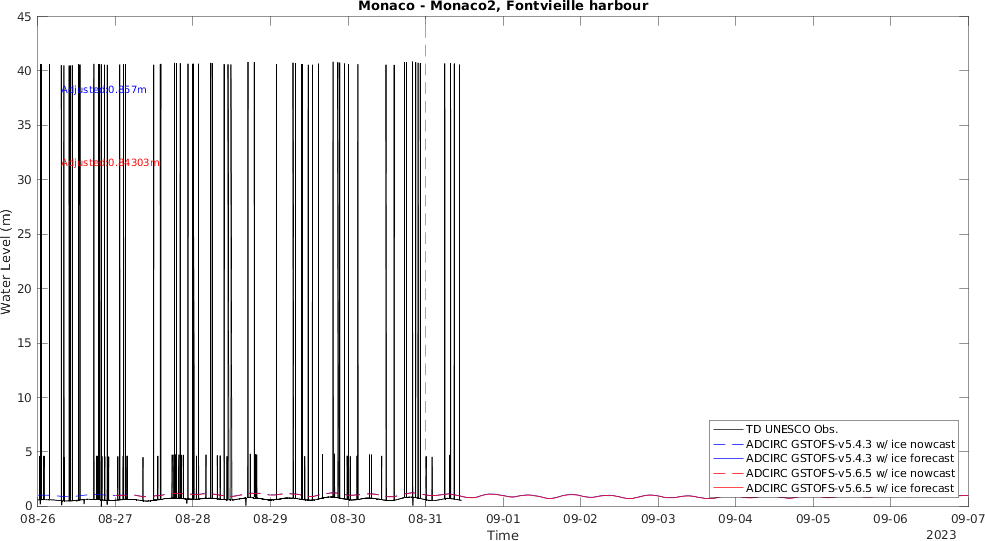 Monaco - Monaco2, Fontvieille harbour
45
40
35
30
25
20
15
10
5
0
Water Level (m)
Adjusted:0.357m
Adjusted:0.34303m
TD UNESCO Obs.
ADCIRC GSTOFS-v5.4.3 w/ ice nowcast
ADCIRC GSTOFS-v5.4.3 w/ ice forecast
ADCIRC GSTOFS-v5.6.5 w/ ice nowcast
ADCIRC GSTOFS-v5.6.5 w/ ice forecast
08-26 08-27 08-28 08-29 08-30 08-31 09-01 09-02 09-03 09-04 09-05 09-06 09-07
Time
2023